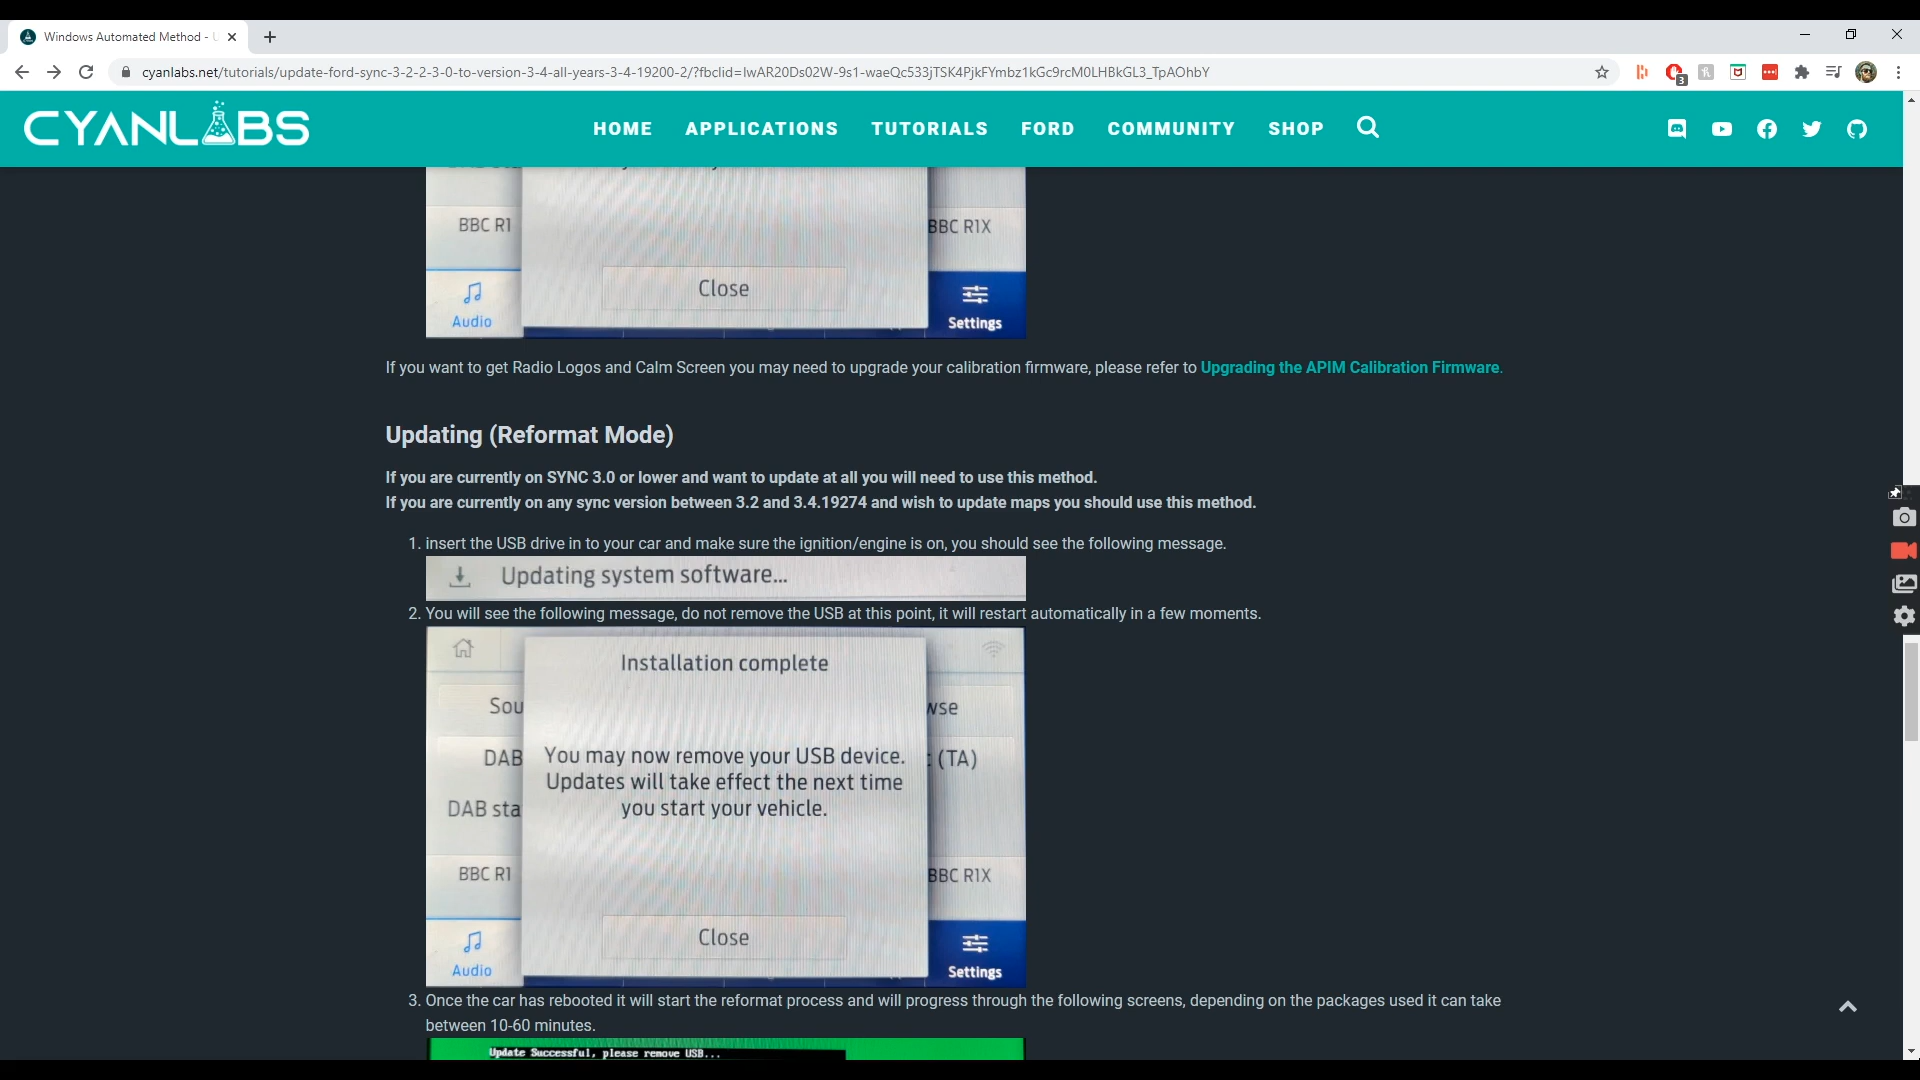 Windows Automated Method - U
cyanlabs.net/tutorials/update-ford-sync-3-2-2-3-0-to-version-3-4-all-years-3-4-19200-2/?fbclid=IwAR20Ds02W-9s1-waeQc533jTSK4PjkFYmbz1kGc9rcM0LHBkGL3_TpAOhbY
3
CYANLABS
HOME
APPLICATIONS
TUTORIALS
FORD
COMMUNITY
SHOP
BBC R1
BBC R1X
Close
Audio
Settings
If you want to get Radio Logos and Calm Screen you may need to upgrade your calibration firmware, please refer to Upgrading the APIM Calibration Firmware.
Updating (Reformat Mode)
If you are currently on SYNC 3.0 or lower and want to update at all you will need to use this method.
If you are currently on any sync version between 3.2 and 3.4.19274 and wish to update maps you should use this method.
1. insert the USB drive in to your car and make sure the ignition/engine is on, you should see the following message.
Updating system software...
2. You will see the following message, do not remove the USB at this point, it will restart automatically in a few moments.
Installation complete
Sou
wse
You may now remove your USB device.
Updates will take effect the next time
you start your vehicle.
DAB
(TA)
DAB sta
BBC R1
BBC R1X
Close
Audio
Settings
3. Once the car has rebooted it will start the reformat process and will progress through the following screens, depending on the packages used it can take
between 10-60 minutes.
Update Successful, please remove USB...